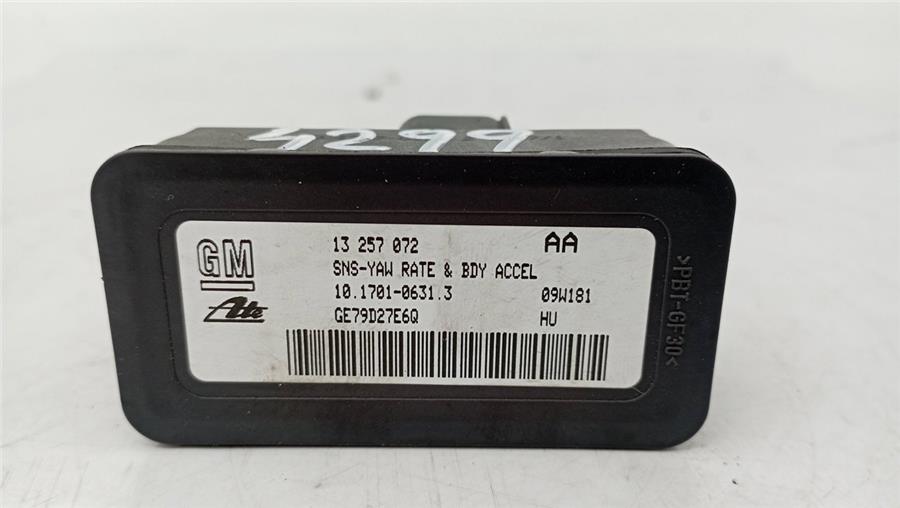 GM
Ate
13 257 072 AA
SNS-YAW RATE & BDY ACCEL
10.1701-0631.3 09W181
GE79D27E6Q HU
>PBT-GF30<